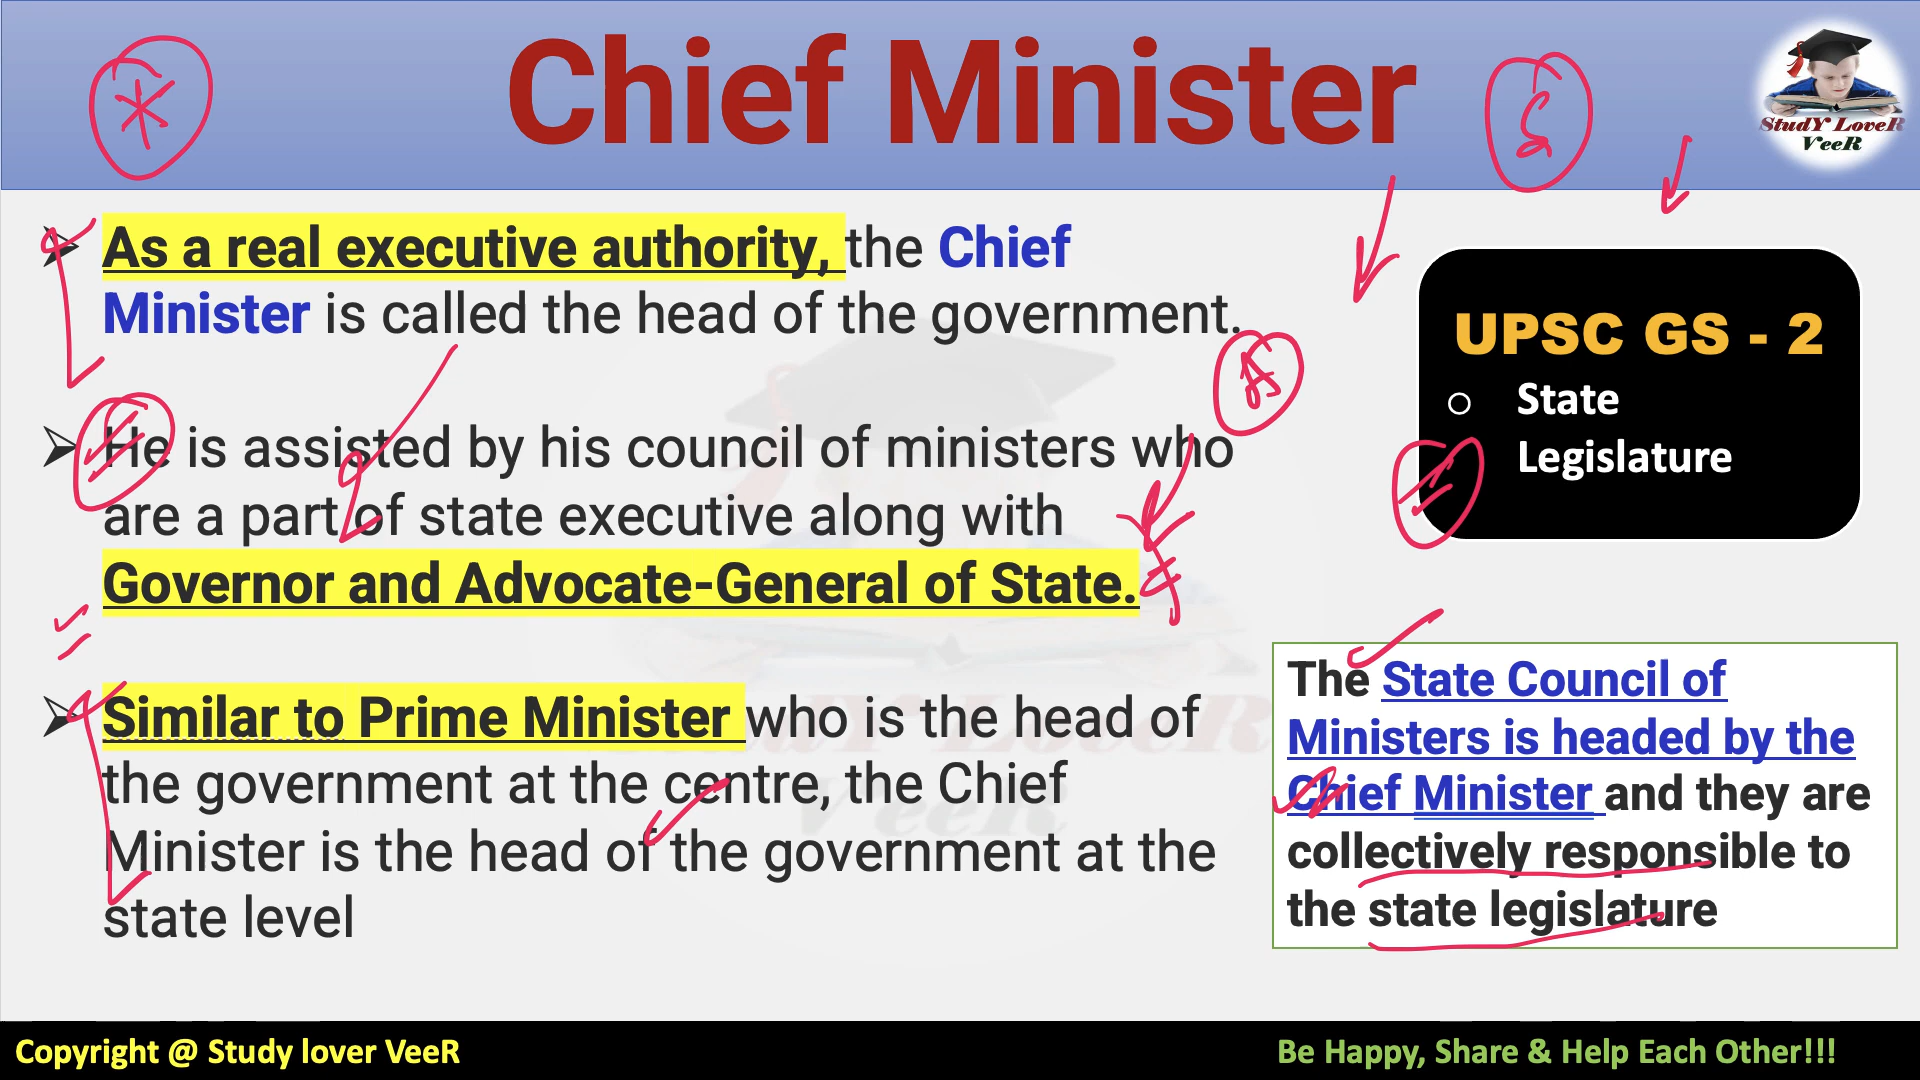 Chief Minister
StudY LoveR
VeeR
As a real executive authority, the Chief
Minister is called the head of the government.
He is assisted by his council of ministers who
are a part of state executive along with
Governor and Advocate-General of State.
Similar to Prime Minister who is the head of
the government at the centre, the Chief
Minister is the head of the government at the
state level
UPSC GS - 2
State
Legislature
The State Council of
Ministers is headed by the
Chief Minister and they are
collectively responsible to
the state legislature
StudY LoveR
VeeR
Copyright @ Study lover VeeR
Be Happy, Share & Help Each Other!!!